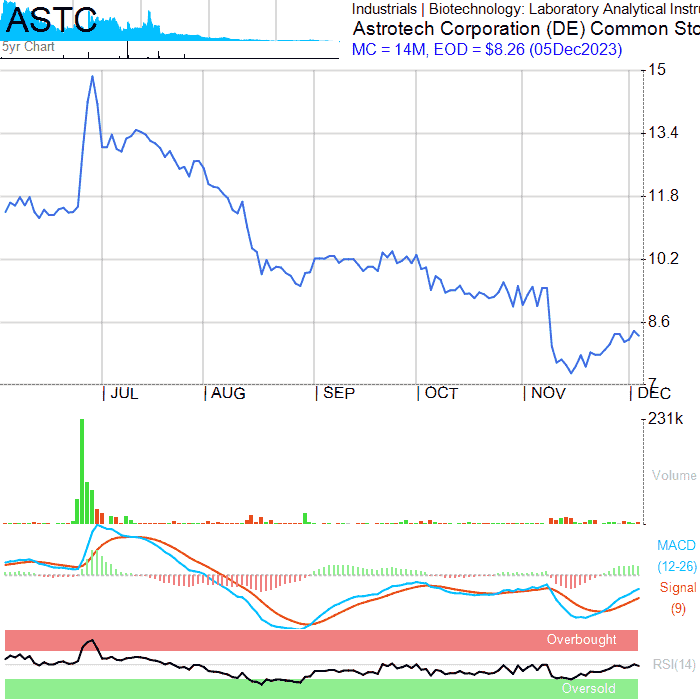 ASTC
5yr Chart
Industrials | Biotechnology: Laboratory Analytical Instru
Astrotech Corporation (DE) Common Sto
MC = 14M, EOD = $8.26 (05Dec2023)
15
13.4
11.8
10.2
8.6
7
JUL AUG SEP OCT NOV DEC
231k
Volume
MACD
(12-26)
Signal
(9)
Overbought
RSI(14)
Oversold